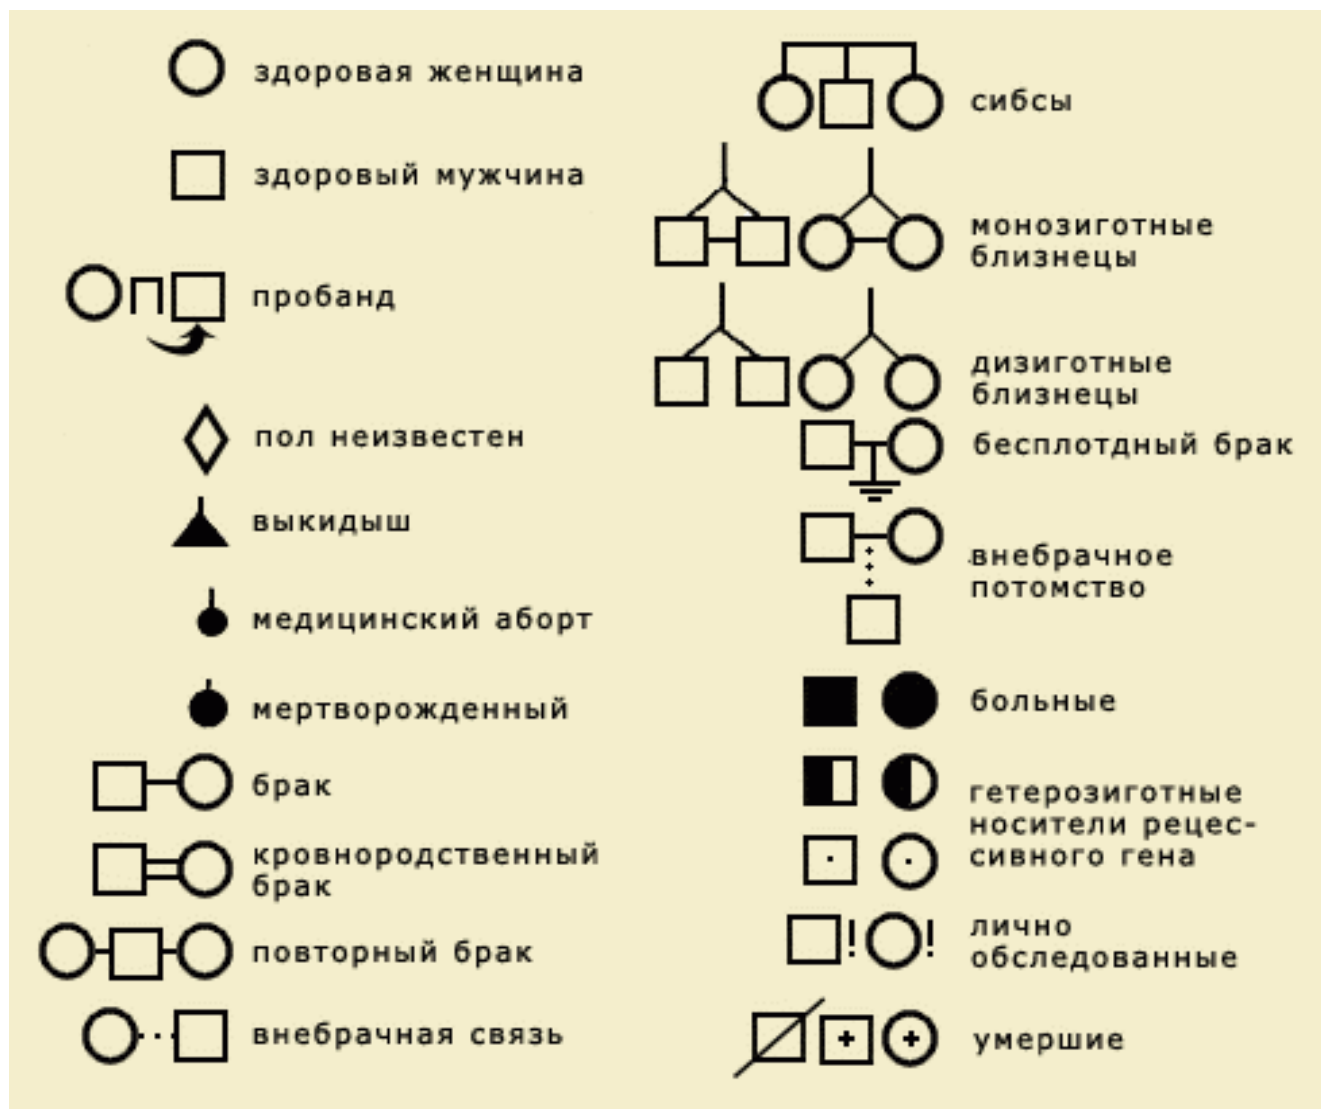 здоровая женщина
здоровый мужчина
П
пробанд
пол неизвестен
выкидыш
медицинский аборт
мертворожденный
брак
кровнородственный
брак
повторный брак
внебрачная связь
сибсы
монозиготные
близнецы
дизиготные
близнецы
бесплотдный брак
внебрачное
потомство
больные
гетерозиготные
носители рецес-
сивного гена
! !
лично
обследованные
умершие